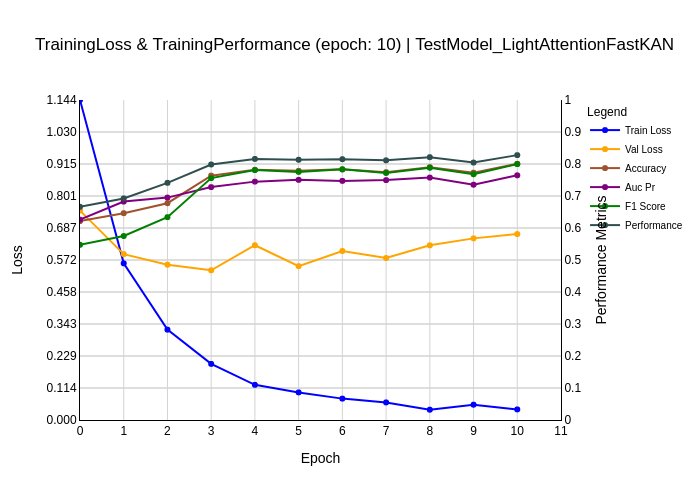 TrainingLoss & TrainingPerformance (epoch: 10) | TestModel_LightAttentionFastKAN
Legend
Train Loss
Val Loss
Accuracy
Auc Pr
F1 Score
Performance
1.144
1.030
0.915
0.801
0.687
0.572
0.458
0.343
0.229
0.114
0.000
Loss
1
0.9
0.8
0.7
0.6
0.5
0.4
0.3
0.2
0.1
0
Performance Metrics
0 1 2 3 4 5 6 7 8 9 10 11
Epoch